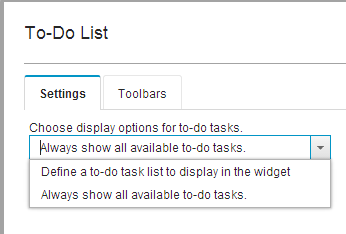 To-Do List
Settings
Toolbars
Choose display options for to-do tasks.
Always show all available to-do tasks.
Define a to-do task list to display in the widget
Always show all available to-do tasks.